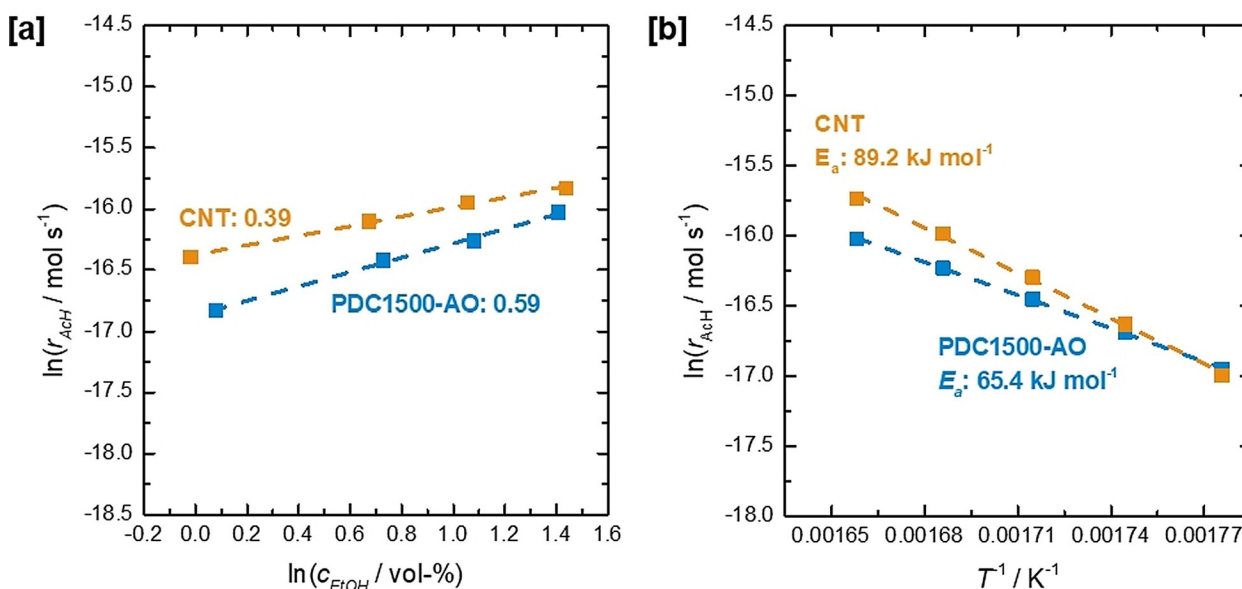 [a]
-14.5
-15.0
-15.5
-16.0
-16.5
-17.0
-17.5
-18.0
-18.5
ln(r_AcH / mol s⁻¹)
CNT: 0.39
PDC1500-AO: 0.59
-0.2 0.0 0.2 0.4 0.6 0.8 1.0 1.2 1.4 1.6
ln(c_EtOH / vol-%)
[b]
-14.5
-15.0
-15.5
-16.0
-16.5
-17.0
-17.5
-18.0
ln(r_AcH / mol s⁻¹)
CNT
E_a: 89.2 kJ mol⁻¹
PDC1500-AO
E_a: 65.4 kJ mol⁻¹
0.00165 0.00168 0.00171 0.00174 0.00177
T⁻¹ / K⁻¹